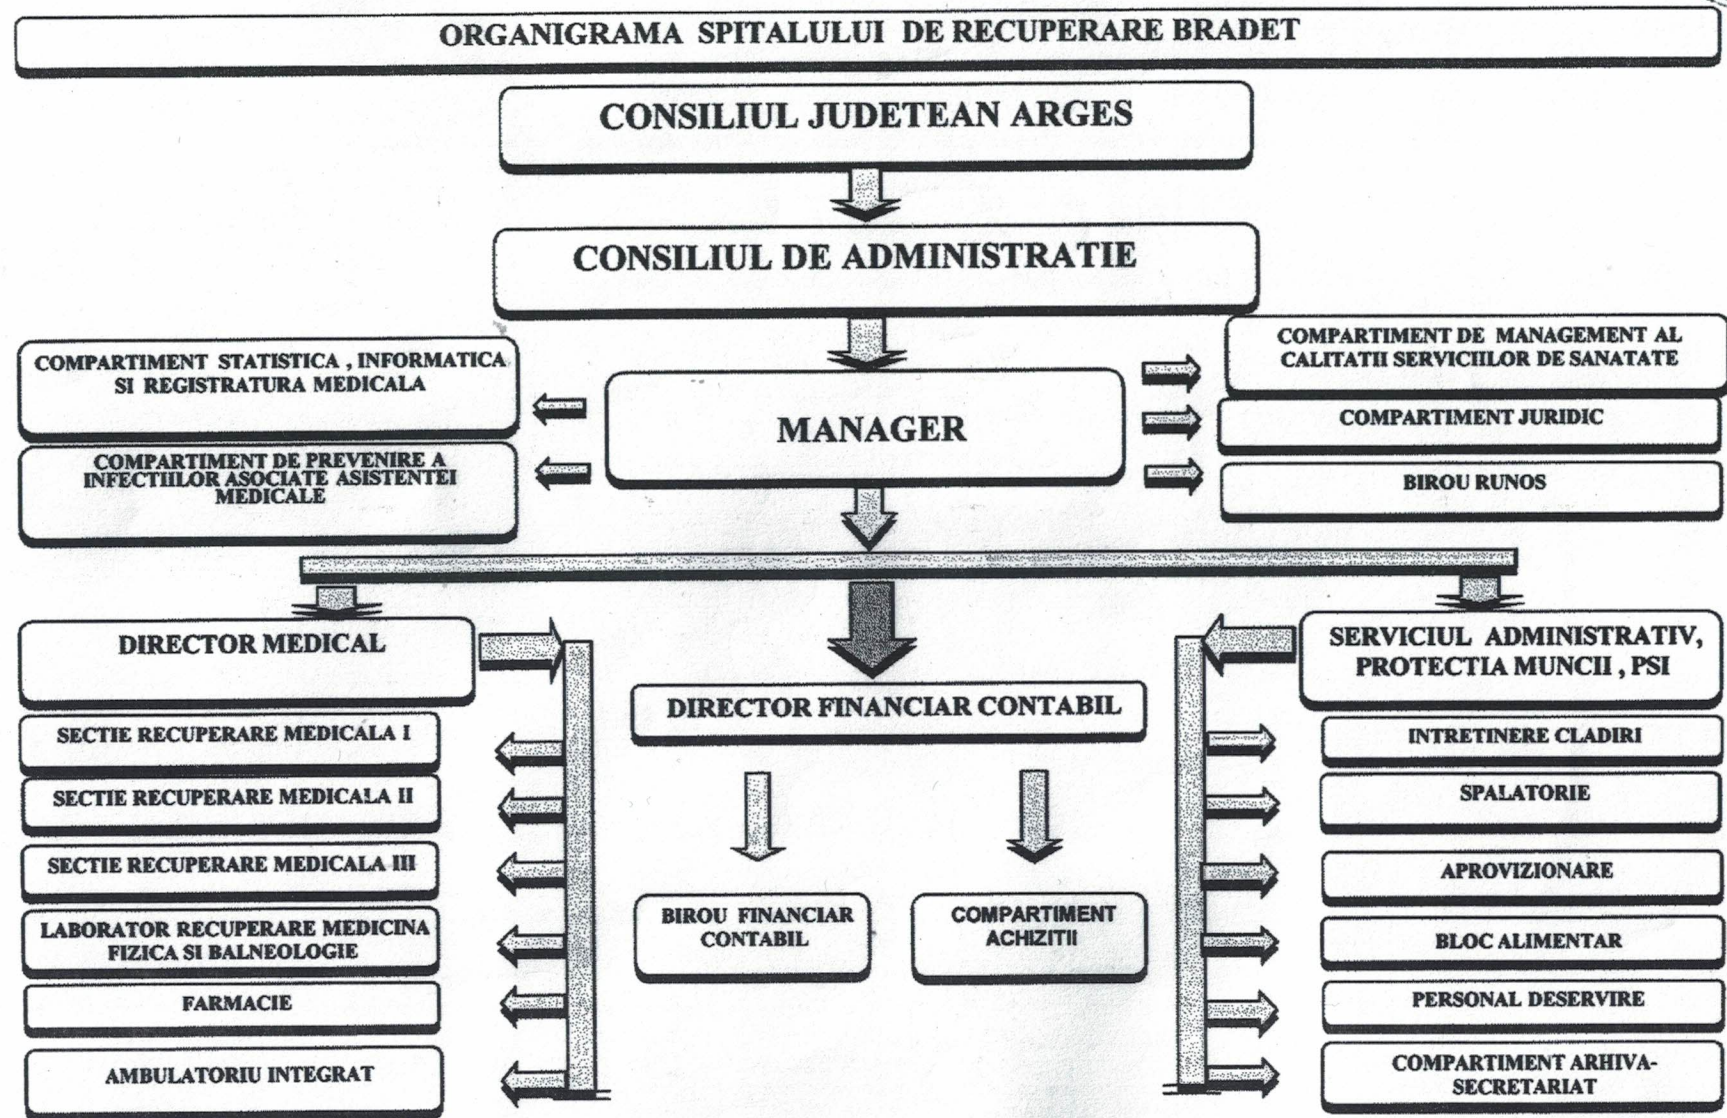 ORGANIGRAMA SPITALULUI DE RECUPERARE BRADET
CONSILIUL JUDETEAN ARGES
CONSILIUL DE ADMINISTRATIE
COMPARTIMENT STATISTICA , INFORMATICA
SI REGISTRATURA MEDICALA
COMPARTIMENT DE PREVENIRE A
INFECTIILOR ASOCIATE ASISTENTEI
MEDICALE
MANAGER
COMPARTIMENT DE MANAGEMENT AL
CALITATII SERVICIILOR DE SANATATE
COMPARTIMENT JURIDIC
BIROU RUNOS
DIRECTOR MEDICAL
SECTIE RECUPERARE MEDICALA I
SECTIE RECUPERARE MEDICALA II
SECTIE RECUPERARE MEDICALA III
LABORATOR RECUPERARE MEDICINA
FIZICA SI BALNEOLOGIE
FARMACIE
AMBULATORIU INTEGRAT
DIRECTOR FINANCIAR CONTABIL
BIROU FINANCIAR
CONTABIL
COMPARTIMENT
ACHIZITII
SERVICIUL ADMINISTRATIV,
PROTECTIA MUNCII , PSI
INTRETINERE CLADIRI
SPALATORIE
APROVIZIONARE
BLOC ALIMENTAR
PERSONAL DESERVIRE
COMPARTIMENT ARHIVA-
SECRETARIAT